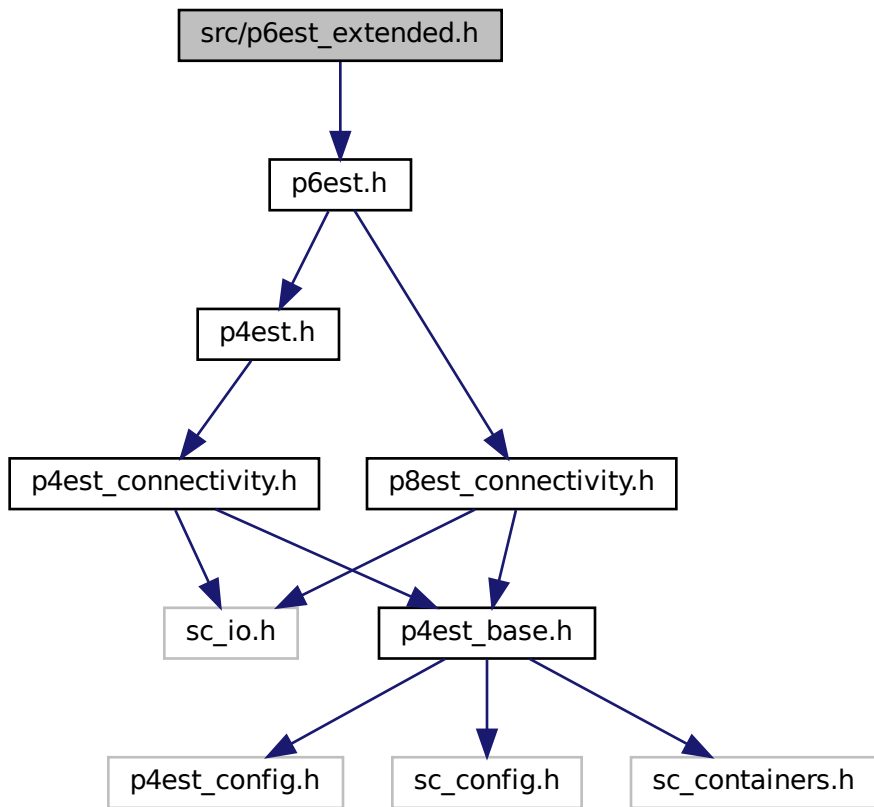 src/p6est_extended.h
p6est.h
p4est.h
p4est_connectivity.h
p8est_connectivity.h
sc_io.h
p4est_base.h
p4est_config.h
sc_config.h
sc_containers.h